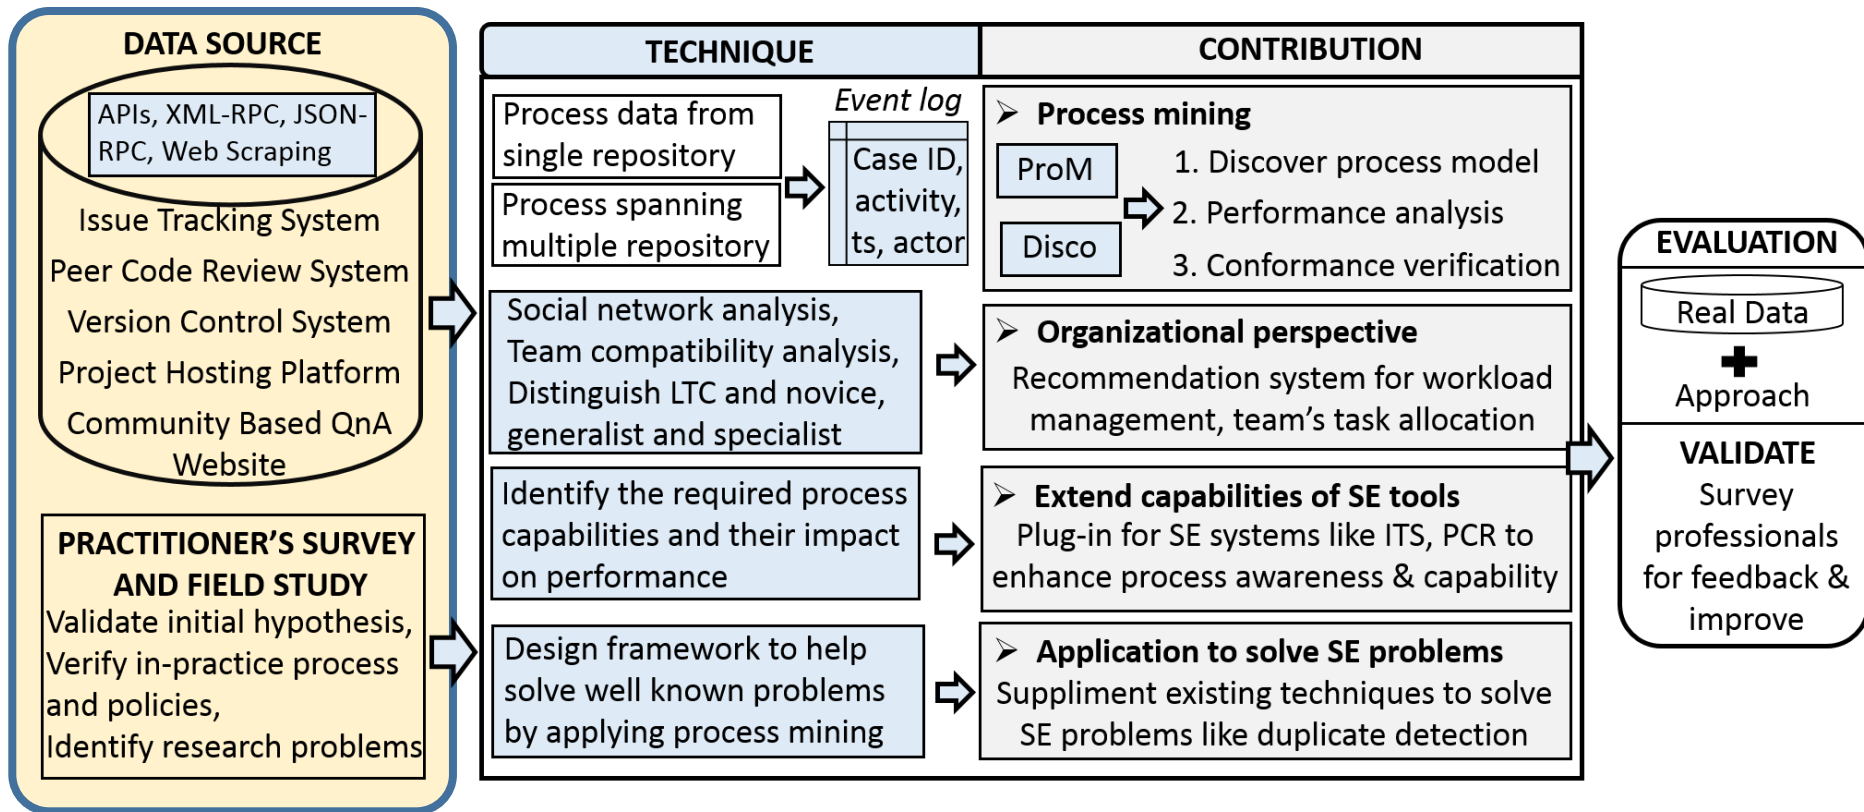 DATA SOURCE
APIs, XML-RPC, JSON-
RPC, Web Scraping
Issue Tracking System
Peer Code Review System
Version Control System
Project Hosting Platform
Community Based QnA
Website
PRACTITIONER'S SURVEY
AND FIELD STUDY
Validate initial hypothesis,
Verify in-practice process
and policies,
Identify research problems
TECHNIQUE
Process data from
single repository
Process spanning
multiple repository
Event log
Case ID,
activity,
ts, actor
Social network analysis,
Team compatibility analysis,
Distinguish LTC and novice,
generalist and specialist
Identify the required process
capabilities and their impact
on performance
Design framework to help
solve well known problems
by applying process mining
CONTRIBUTION
➢ Process mining
ProM
Disco
1. Discover process model
2. Performance analysis
3. Conformance verification
➢ Organizational perspective
Recommendation system for workload
management, team's task allocation
➢ Extend capabilities of SE tools
Plug-in for SE systems like ITS, PCR to
enhance process awareness & capability
➢ Application to solve SE problems
Suppliment existing techniques to solve
SE problems like duplicate detection
EVALUATION
Real Data
Approach
VALIDATE
Survey
professionals
for feedback &
improve